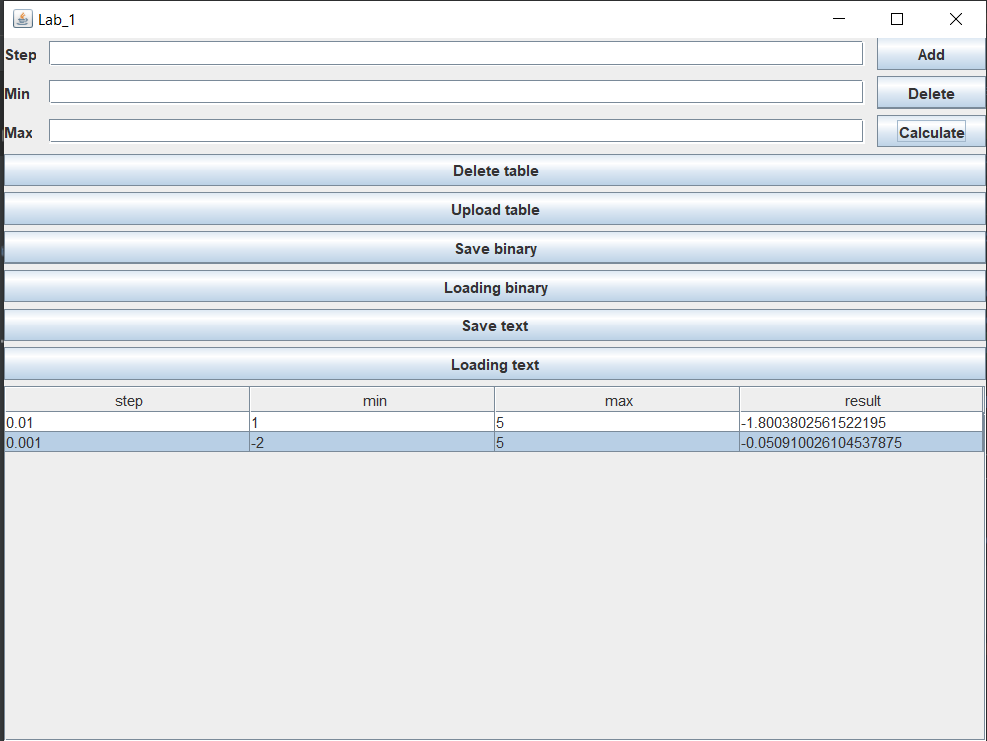 Lab_1
Step Add
Min Delete
Max Calculate
Delete table
Upload table
Save binary
Loading binary
Save text
Loading text
step min max result
0.01 1 5 -1.8003802561522195
0.001 -2 5 -0.050910026104537875